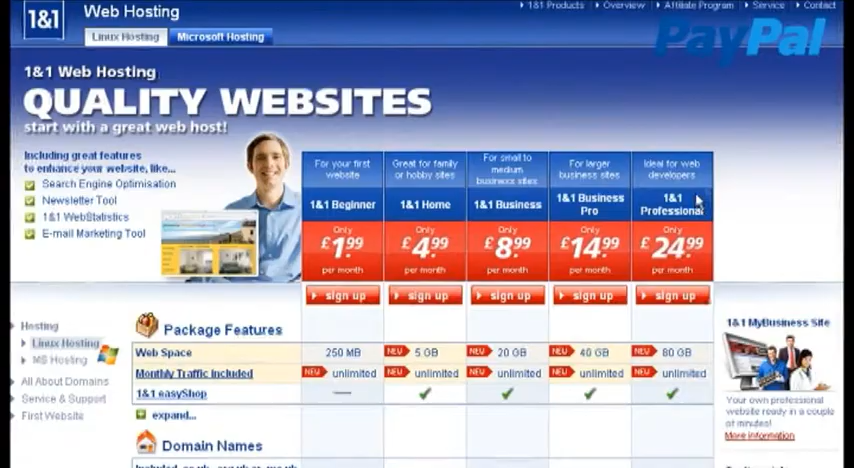 1&1
Web Hosting
1&1 Products
Overview
Affiliate Program
Service
Contact
Linux Hosting
Microsoft Hosting
PayPal
1&1 Web Hosting
QUALITY WEBSITES
start with a great web host!
Including great features
to enhance your website, like...
Search Engine Optimisation
Newsletter Tool
1&1 WebStatistics
E-mail Marketing Tool
For your first
website
Great for family
or hobby sites
For small to
medium
business sites
For larger
business sites
Ideal for web
developers
1&1 Beginner
1&1 Home
1&1 Business
1&1 Business
Pro
1&1
Professional
Only
£1.99
per month
Only
£4.99
per month
Only
£8.99
per month
Only
£14.99
per month
Only
£24.99
per month
sign up
sign up
sign up
sign up
sign up
Hosting
Linux Hosting
MS Hosting
All About Domains
Service & Support
First Website
Package Features
Web Space 250 MB NEW 5 GB NEW 20 GB NEW 40 GB NEW 80 GB
Monthly Traffic included NEW unlimited NEW unlimited NEW unlimited NEW unlimited NEW unlimited
1&1 easyShop
expand...
Domain Names
1&1 MyBusiness Site
Your own professional
website ready in a couple
of minutes!
More information